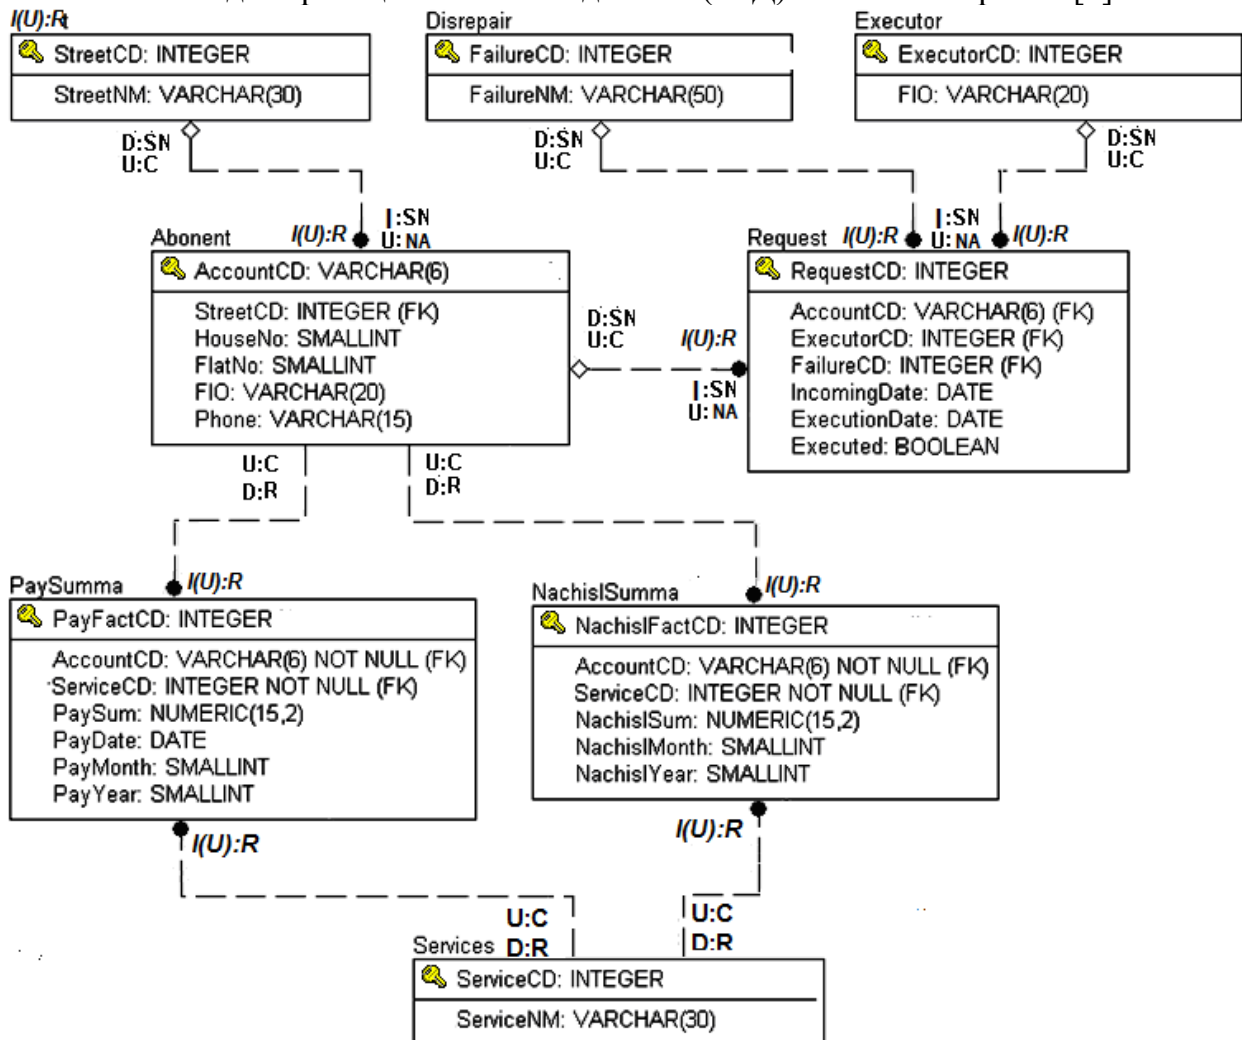 I(U):Rt
Disrepair
Executor
StreetCD: INTEGER
StreetNM: VARCHAR(30)
FailureCD: INTEGER
FailureNM: VARCHAR(50)
ExecutorCD: INTEGER
FIO: VARCHAR(20)
D:SN
U:C
D:SN
U:C
D:SN
U:C
I:SN
U:NA
I(U):R
I(U):R
I:SN
U:NA
I(U):R
Abonent
AccountCD: VARCHAR(6)
StreetCD: INTEGER (FK)
HouseNo: SMALLINT
FlatNo: SMALLINT
FIO: VARCHAR(20)
Phone: VARCHAR(15)
D:SN
U:C
I(U):R
I:SN
U:NA
Request
RequestCD: INTEGER
AccountCD: VARCHAR(6) (FK)
ExecutorCD: INTEGER (FK)
FailureCD: INTEGER (FK)
IncomingDate: DATE
ExecutionDate: DATE
Executed: BOOLEAN
U:C
D:R
U:C
D:R
I(U):R
I(U):R
PaySumma
PayFactCD: INTEGER
AccountCD: VARCHAR(6) NOT NULL (FK)
ServiceCD: INTEGER NOT NULL (FK)
PaySum: NUMERIC(15,2)
PayDate: DATE
PayMonth: SMALLINT
PayYear: SMALLINT
NachislSumma
NachislFactCD: INTEGER
AccountCD: VARCHAR(6) NOT NULL (FK)
ServiceCD: INTEGER NOT NULL (FK)
NachislSum: NUMERIC(15,2)
NachislMonth: SMALLINT
NachislYear: SMALLINT
I(U):R
I(U):R
U:C
D:R
U:C
D:R
Services
ServiceCD: INTEGER
ServiceNM: VARCHAR(30)